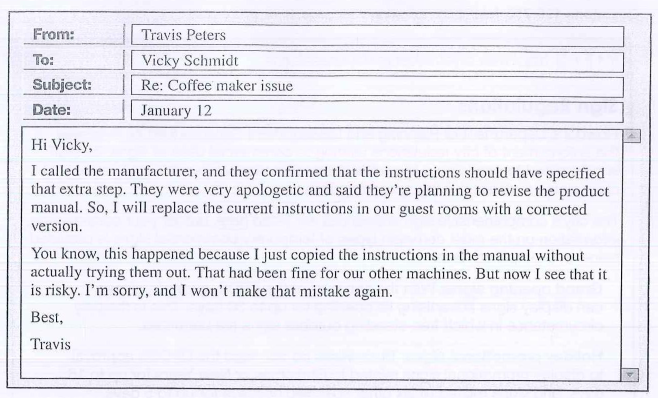 From: Travis Peters
To: Vicky Schmidt
Subject: Re: Coffee maker issue
Date: January 12
Hi Vicky,
I called the manufacturer, and they confirmed that the instructions should have specified
that extra step. They were very apologetic and said they're planning to revise the product
manual. So, I will replace the current instructions in our guest rooms with a corrected
version.
You know, this happened because I just copied the instructions in the manual without
actually trying them out. That had been fine for our other machines. But now I see that it
is risky. I'm sorry, and I won't make that mistake again.
Best,
Travis